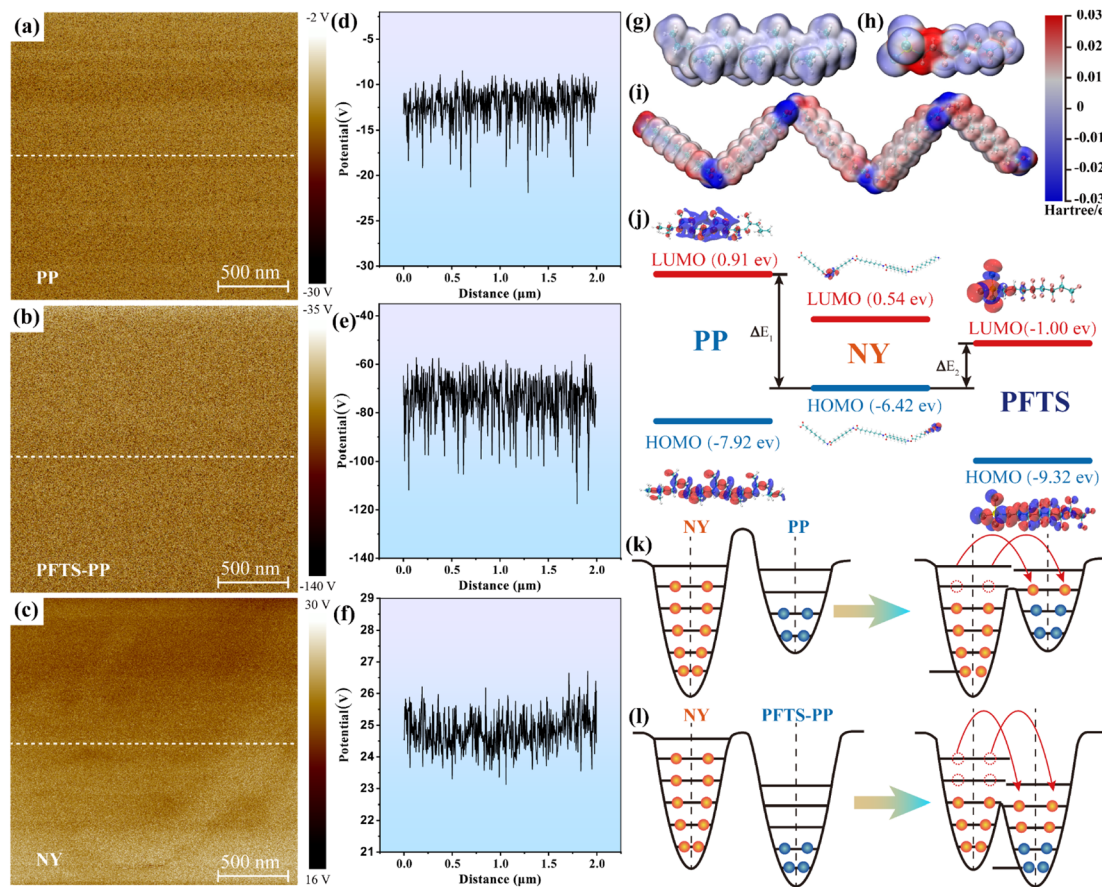 (a)
-2 V
PP
500 nm
-30 V
(b)
-35 V
PFTS-PP
500 nm
-140 V
(c)
30 V
NY
500 nm
16 V
(d)
Potential(v)
-5
-10
-15
-20
-25
-30
0.0 0.5 1.0 1.5 2.0
Distance (μm)
(e)
Potential(v)
-40
-60
-80
-100
-120
-140
0.0 0.5 1.0 1.5 2.0
Distance (μm)
(f)
Potential(v)
29
28
27
26
25
24
23
22
21
0.0 0.5 1.0 1.5 2.0
Distance (μm)
(g)
(h)
(i)
0.03
0.02
0.01
0
-0.01
-0.02
-0.03
Hartree/e
(j)
LUMO (0.91 ev)
LUMO (0.54 ev)
LUMO(-1.00 ev)
ΔE1
PP
NY
ΔE2
PFTS
HOMO (-6.42 ev)
HOMO (-7.92 ev)
HOMO (-9.32 ev)
(k)
NY
PP
(l)
NY
PFTS-PP